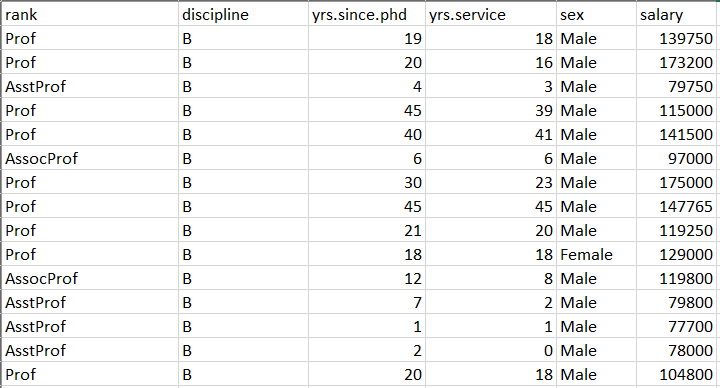 rank discipline yrs.since.phd yrs.service sex salary
Prof B 19 18 Male 139750
Prof B 20 16 Male 173200
AsstProf B 4 3 Male 79750
Prof B 45 39 Male 115000
Prof B 40 41 Male 141500
AssocProf B 6 6 Male 97000
Prof B 30 23 Male 175000
Prof B 45 45 Male 147765
Prof B 21 20 Male 119250
Prof B 18 18 Female 129000
AssocProf B 12 8 Male 119800
AsstProf B 7 2 Male 79800
AsstProf B 1 1 Male 77700
AsstProf B 2 0 Male 78000
Prof B 20 18 Male 104800